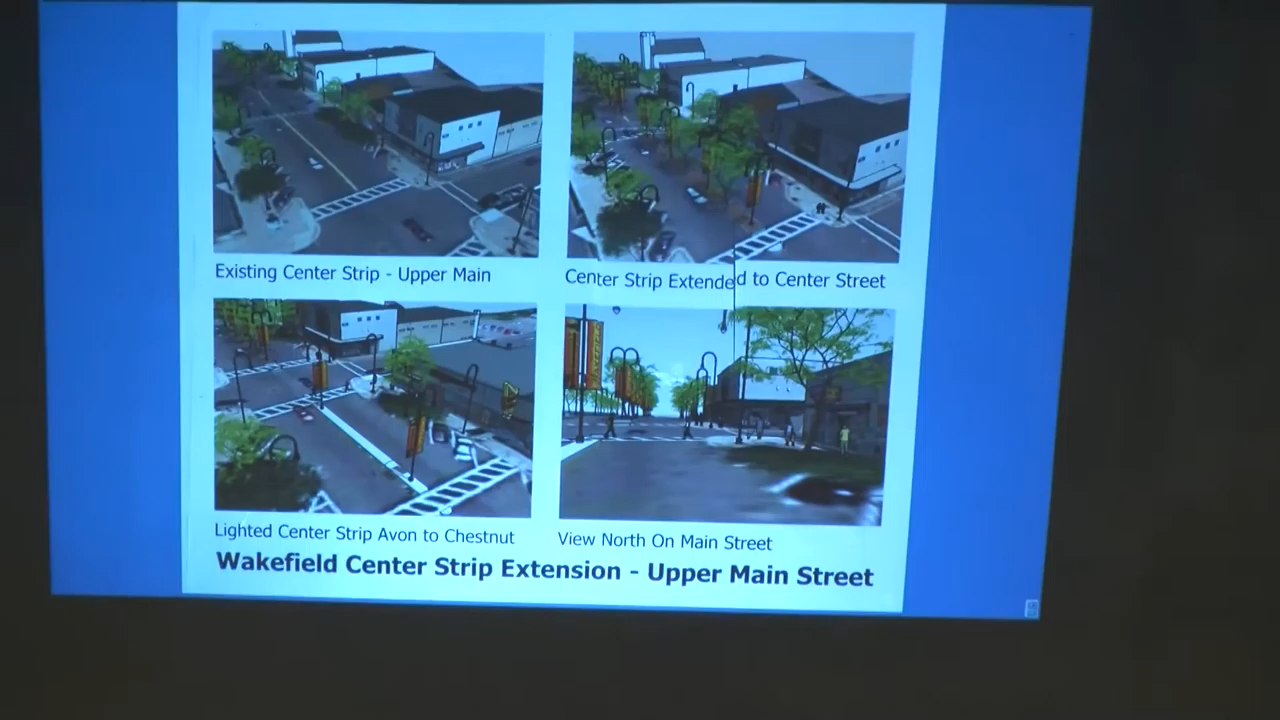 Existing Center Strip - Upper Main
Center Strip Extended to Center Street
Lighted Center Strip Avon to Chestnut
View North On Main Street
Wakefield Center Strip Extension - Upper Main Street